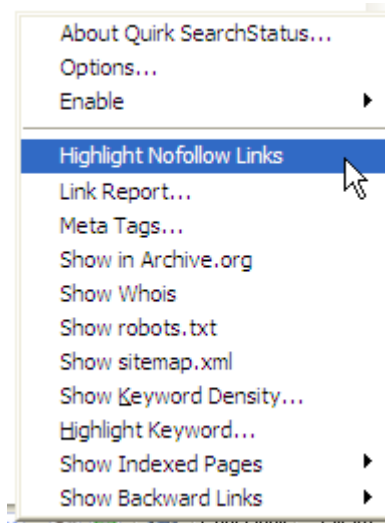 About Quirk SearchStatus...
Options...
Enable
Highlight Nofollow Links
Link Report...
Meta Tags...
Show in Archive.org
Show Whois
Show robots.txt
Show sitemap.xml
Show Keyword Density...
Highlight Keyword...
Show Indexed Pages
Show Backward Links